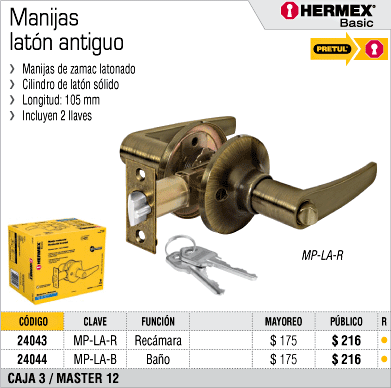 Manijas
latón antiguo
HERMEX
Basic
PRETUL
› Manijas de zamac latonado
› Cilindro de latón sólido
› Longitud: 105 mm
› Incluyen 2 llaves
HERMEX
MP-LA-R
CÓDIGO CLAVE FUNCIÓN MAYOREO PÚBLICO R
24043 MP-LA-R Recámara $ 175 $ 216 •
24044 MP-LA-B Baño $ 175 $ 216 •
CAJA 3 / MASTER 12